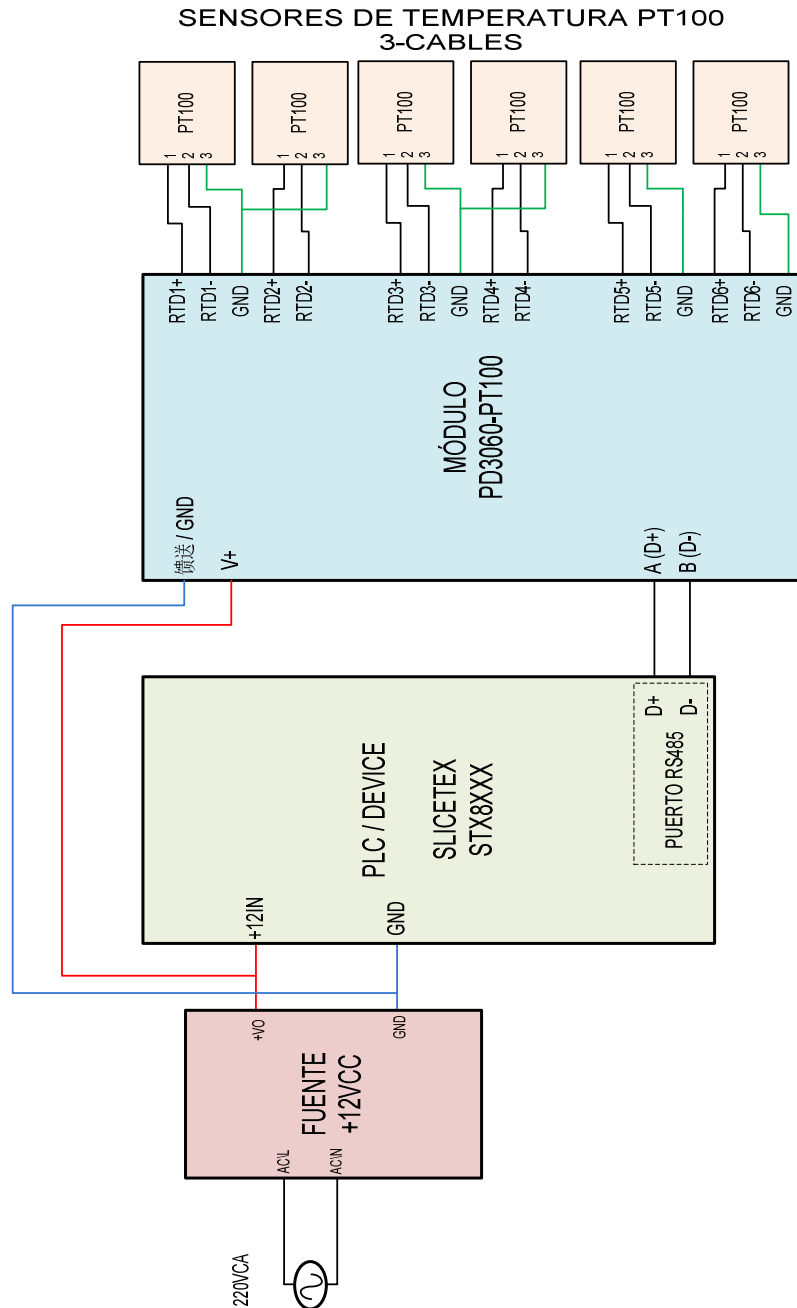 SENSORES DE TEMPERATURA PT100
3-CABLES
PT100
1
2
3
PT100
1
2
3
PT100
1
2
3
PT100
1
2
3
PT100
1
2
3
PT100
1
2
3
RTD1+
RTD1-
GND
RTD2+
RTD2-
RTD3+
RTD3-
GND
RTD4+
RTD4-
RTD5+
RTD5-
GND
RTD6+
RTD6-
GND
MÓDULO
PD3060-PT100
馈送 / GND
V+
A (D+)
B (D-)
D+
D-
PUERTO RS485
PLC / DEVICE
SLICETEX
STX8XXX
+12IN
GND
+VO
GND
FUENTE
+12VCC
AC\L
AC\N
220VCA